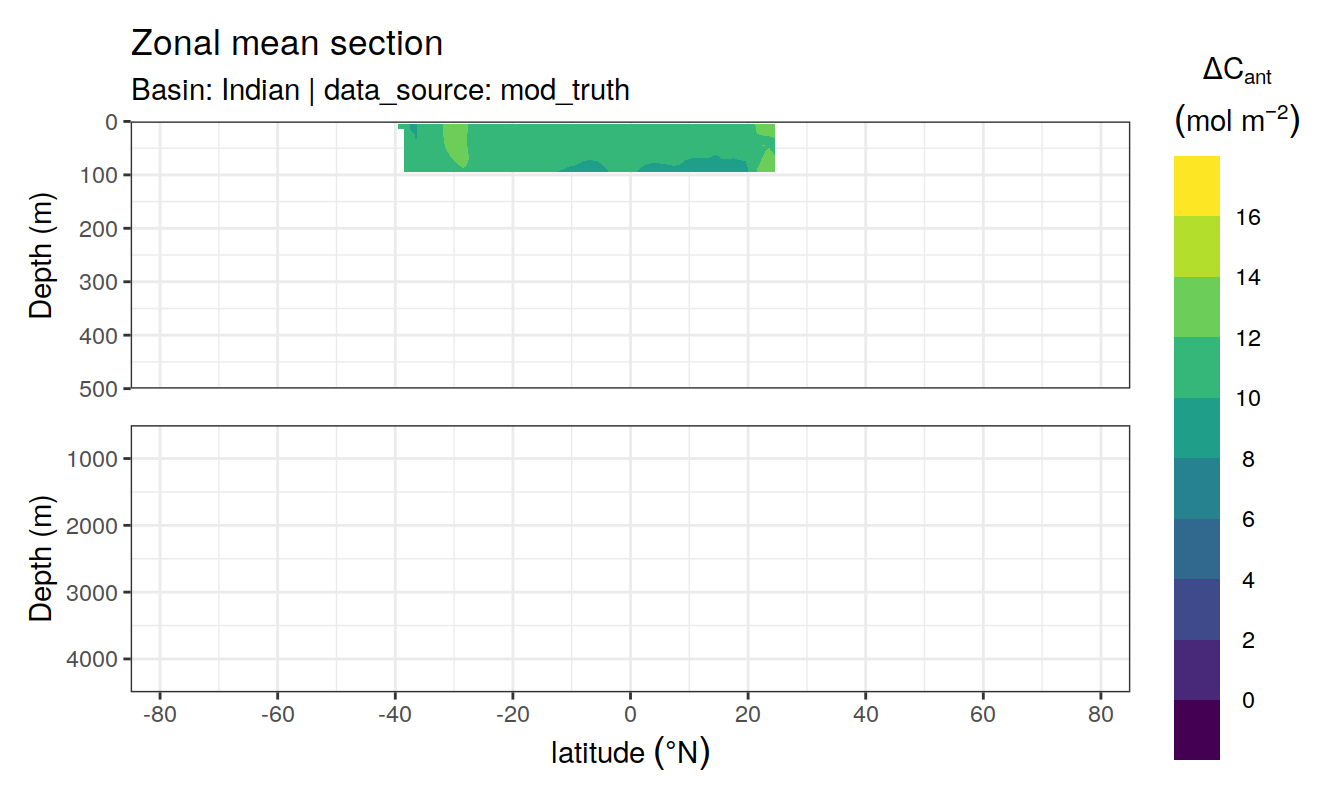 Zonal mean section
Basin: Indian | data_source: mod_truth
ΔCant
(mol m−2)
0
100
200
300
400
500
Depth (m)
1000
2000
3000
4000
Depth (m)
-80 -60 -40 -20 0 20 40 60 80
latitude (°N)
16
14
12
10
8
6
4
2
0